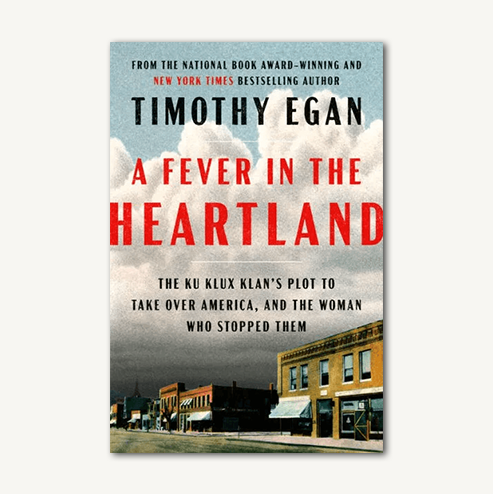 FROM THE NATIONAL BOOK AWARD–WINNING AND
NEW YORK TIMES BESTSELLING AUTHOR
TIMOTHY EGAN
A FEVER IN THE
HEARTLAND
THE KU KLUX KLAN'S PLOT TO
TAKE OVER AMERICA, AND THE WOMAN
WHO STOPPED THEM